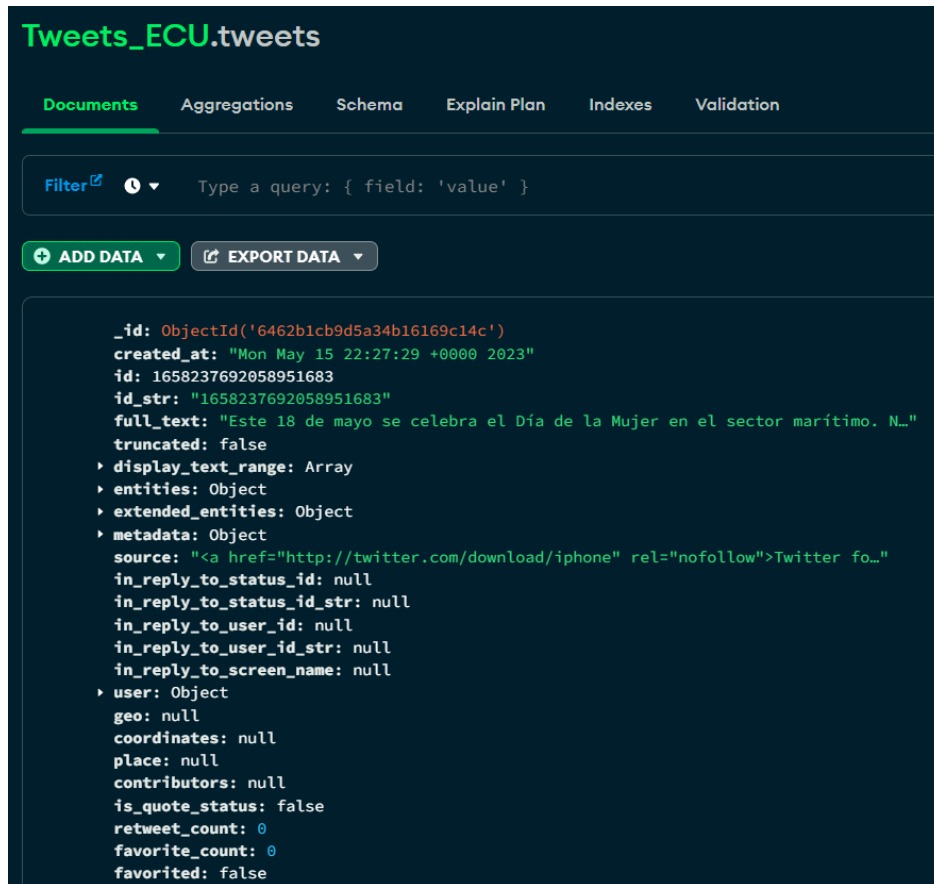 Tweets_ECU.tweets
Documents Aggregations Schema Explain Plan Indexes Validation
Filter Type a query: { field: 'value' }
ADD DATA EXPORT DATA
_id: ObjectId('6462b1cb9d5a34b16169c14c')
created_at: "Mon May 15 22:27:29 +0000 2023"
id: 1658237692058951683
id_str: "1658237692058951683"
full_text: "Este 18 de mayo se celebra el Día de la Mujer en el sector marítimo. N…"
truncated: false
display_text_range: Array
entities: Object
extended_entities: Object
metadata: Object
source: "<a href="http://twitter.com/download/iphone" rel="nofollow">Twitter fo…"
in_reply_to_status_id: null
in_reply_to_status_id_str: null
in_reply_to_user_id: null
in_reply_to_user_id_str: null
in_reply_to_screen_name: null
user: Object
geo: null
coordinates: null
place: null
contributors: null
is_quote_status: false
retweet_count: 0
favorite_count: 0
favorited: false